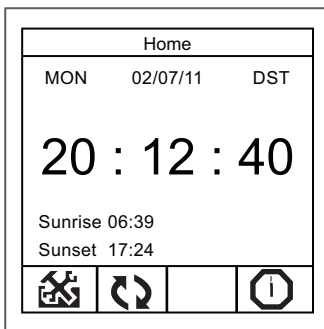 Home
MON 02/07/11 DST
20 : 12 : 40
Sunrise 06:39
Sunset 17:24
i